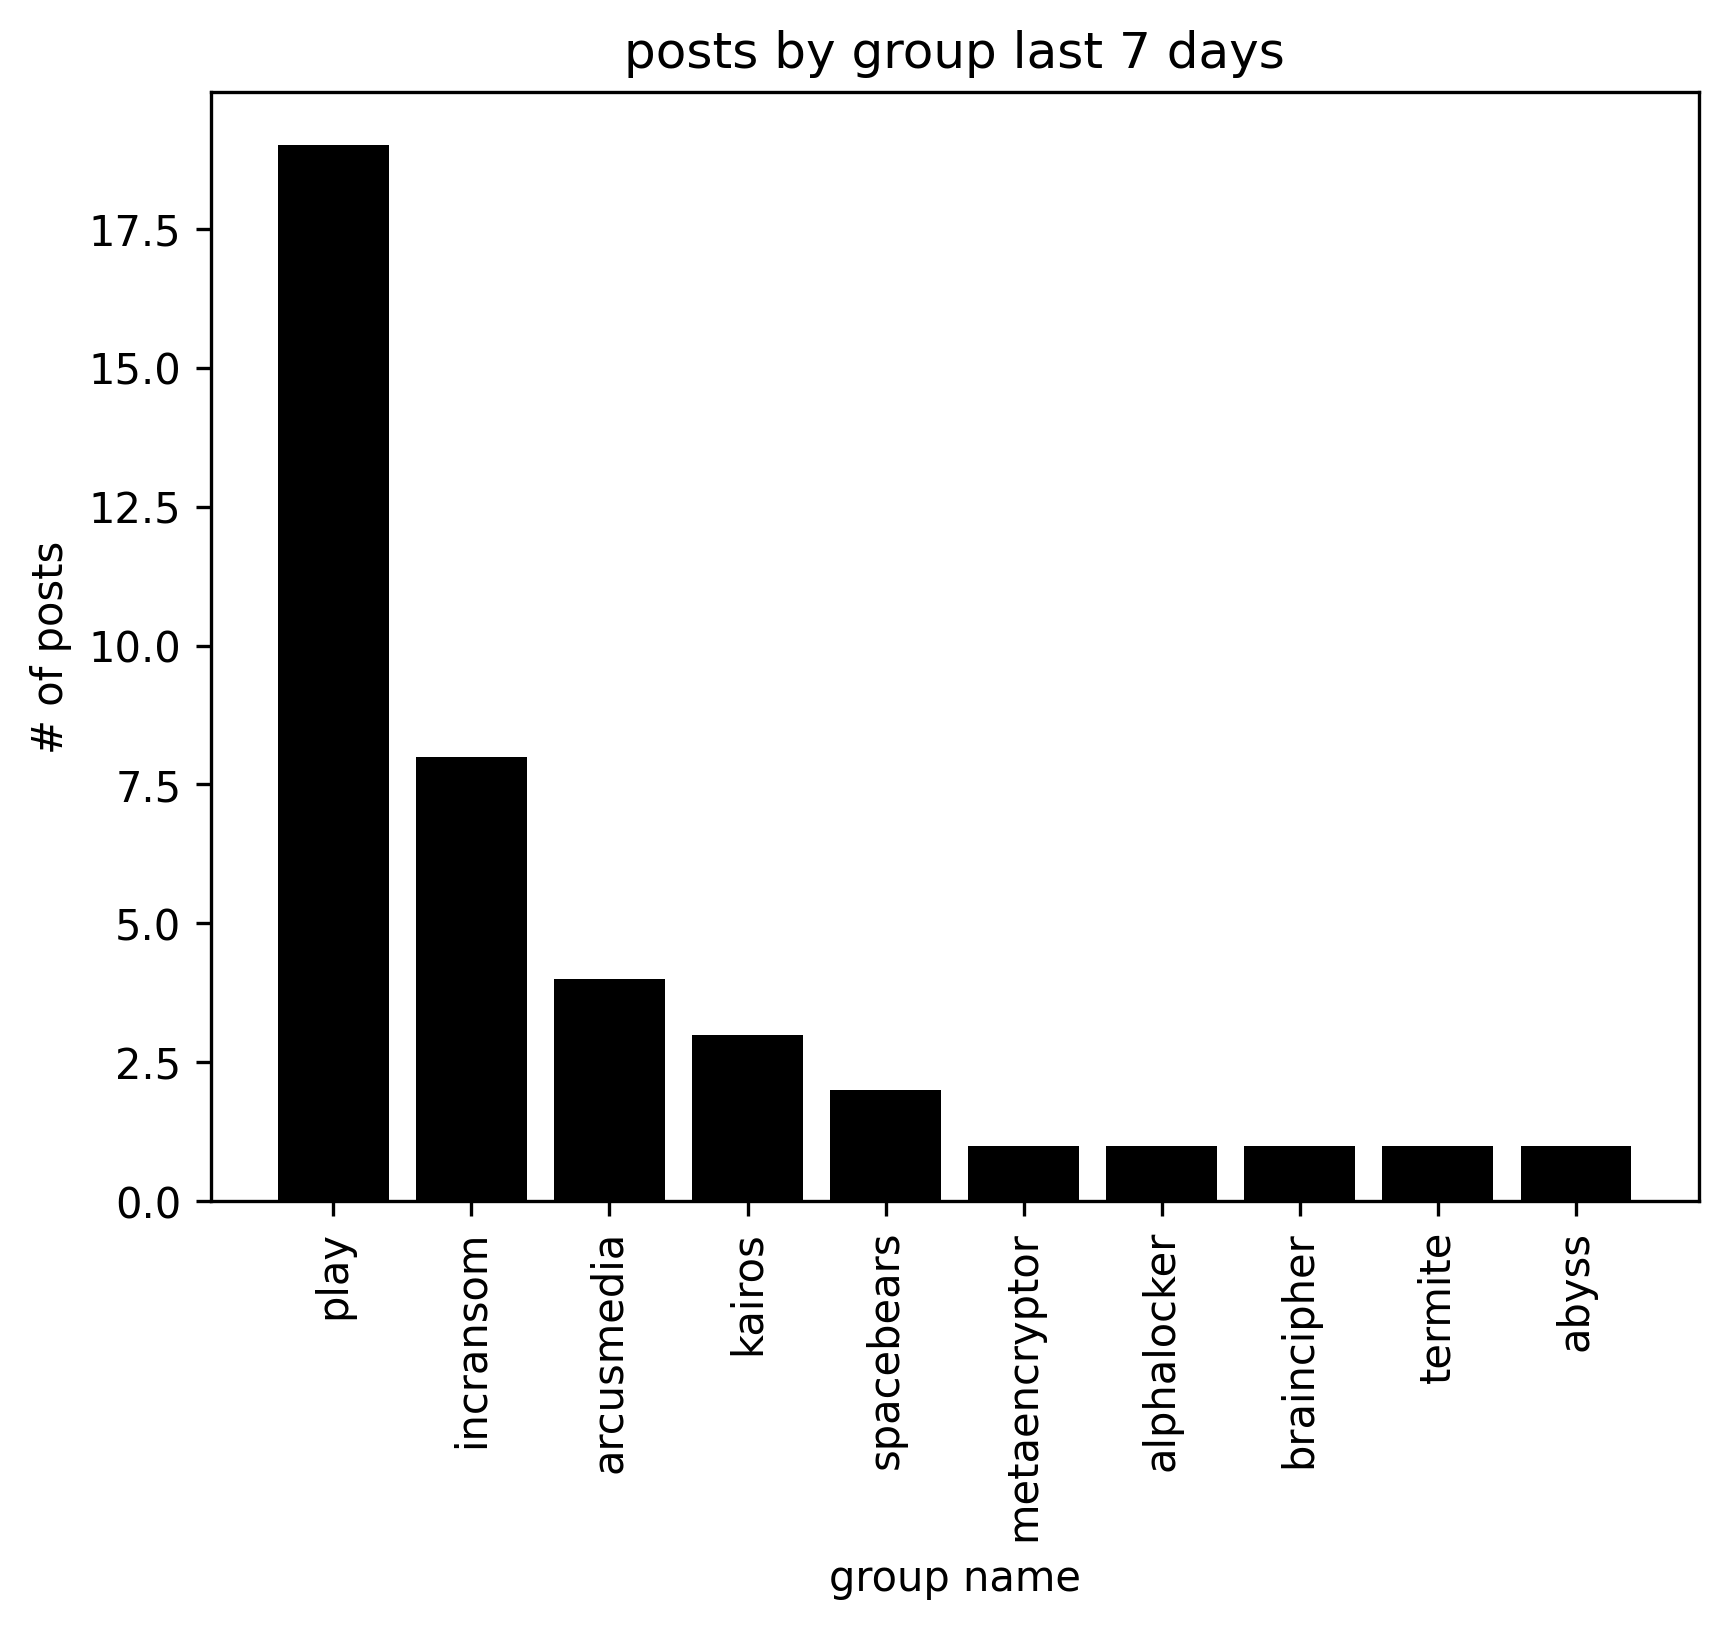 posts by group last 7 days
17.5
15.0
12.5
10.0
7.5
5.0
2.5
0.0
# of posts
play
incransom
arcusmedia
kairos
spacebears
metaencryptor
alphalocker
braincipher
termite
abyss
group name